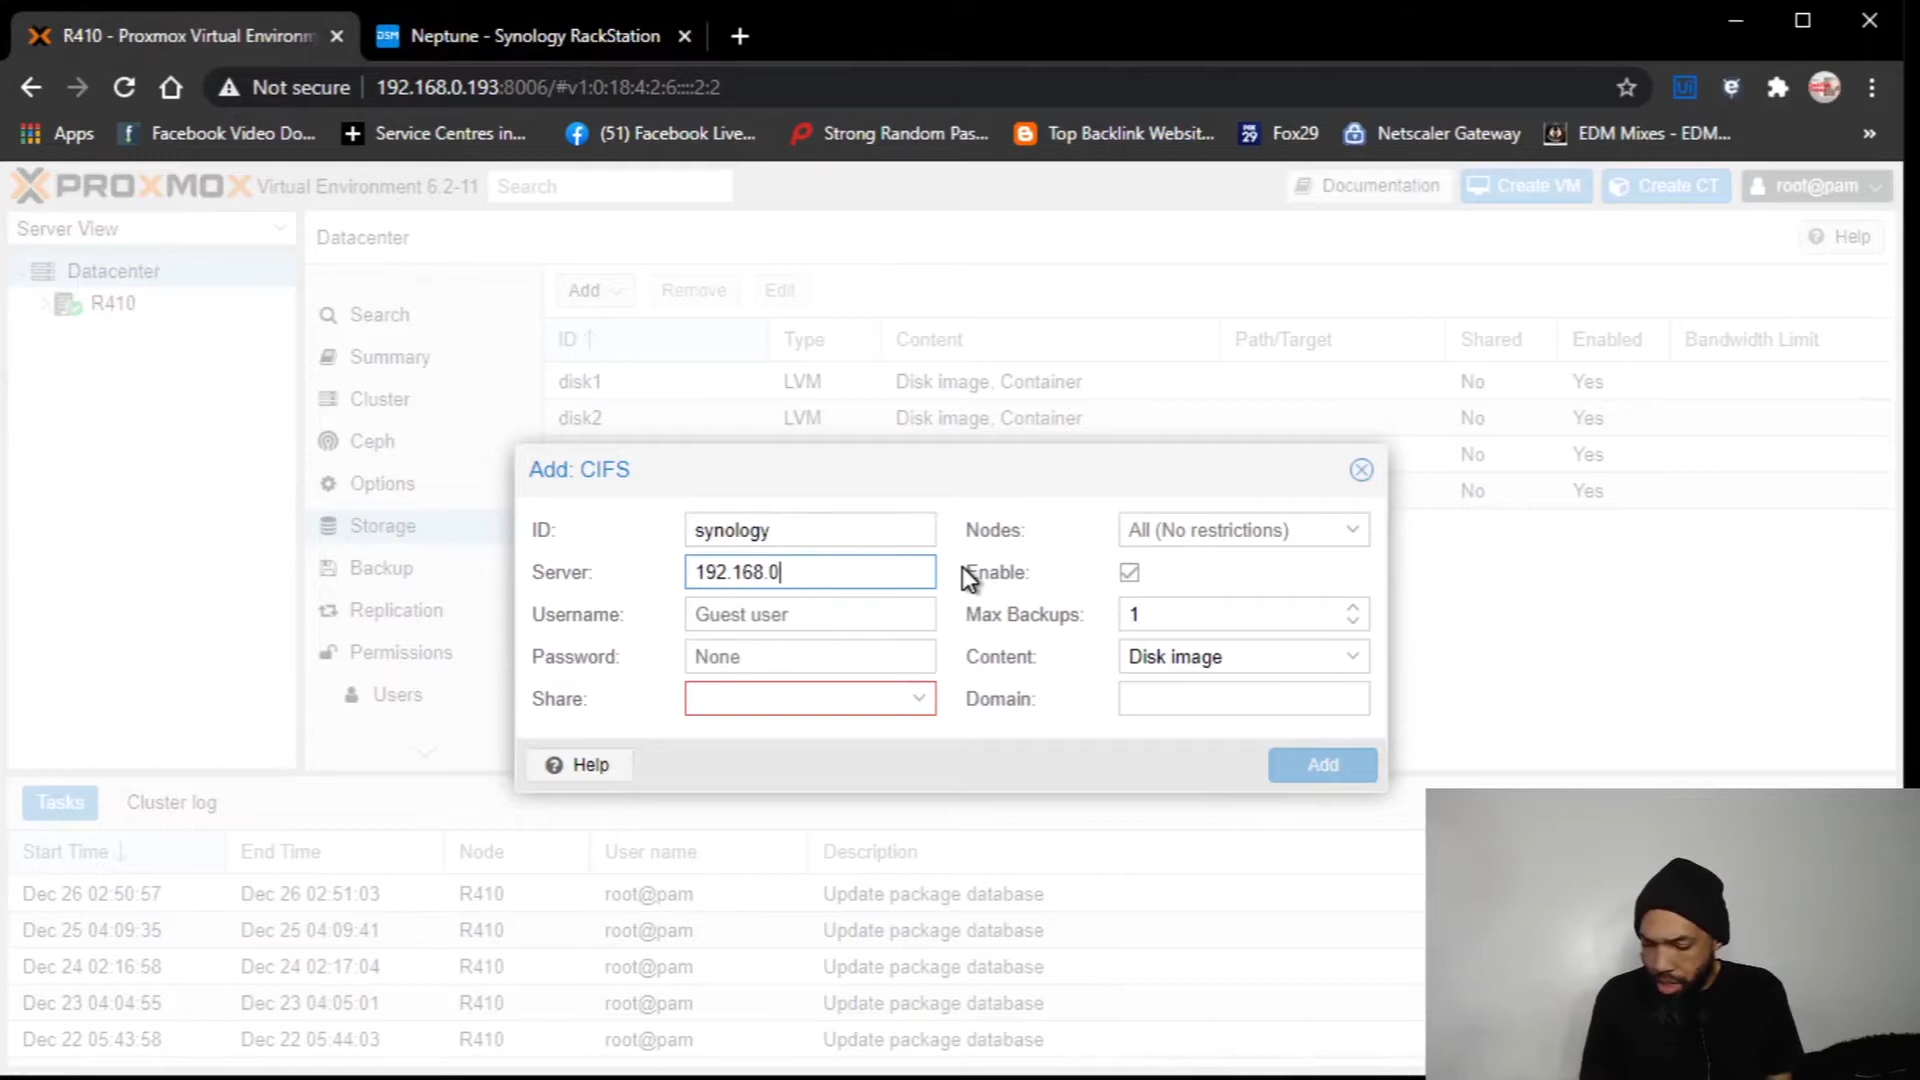 R410 - Proxmox Virtual Environm
DSM Neptune - Synology RackStation
Not secure 192.168.0.193:8006/#v1:0:18:4:2:6::::2:2
Apps Facebook Video Do... Service Centres in... (51) Facebook Live... Strong Random Pas... Top Backlink Websit... Fox29 Netscaler Gateway EDM Mixes - EDM... »
PROXMOX Virtual Environment 6.2-11 Search Documentation Create VM Create CT root@pam
Server View Datacenter Help
Datacenter
R410
Search
Summary
Cluster
Ceph
Options
Storage
Backup
Replication
Permissions
Users
Add Remove Edit
ID Type Content Path/Target Shared Enabled Bandwidth Limit
disk1 LVM Disk image, Container No Yes
disk2 LVM Disk image, Container No Yes
No Yes
No Yes
Add: CIFS
ID: synology Nodes: All (No restrictions)
Server: 192.168.0 Enable:
Username: Guest user Max Backups: 1
Password: None Content: Disk image
Share: Domain:
Help Add
Tasks Cluster log
Start Time End Time Node User name Description
Dec 26 02:50:57 Dec 26 02:51:03 R410 root@pam Update package database
Dec 25 04:09:35 Dec 25 04:09:41 R410 root@pam Update package database
Dec 24 02:16:58 Dec 24 02:17:04 R410 root@pam Update package database
Dec 23 04:04:55 Dec 23 04:05:01 R410 root@pam Update package database
Dec 22 05:43:58 Dec 22 05:44:03 R410 root@pam Update package database